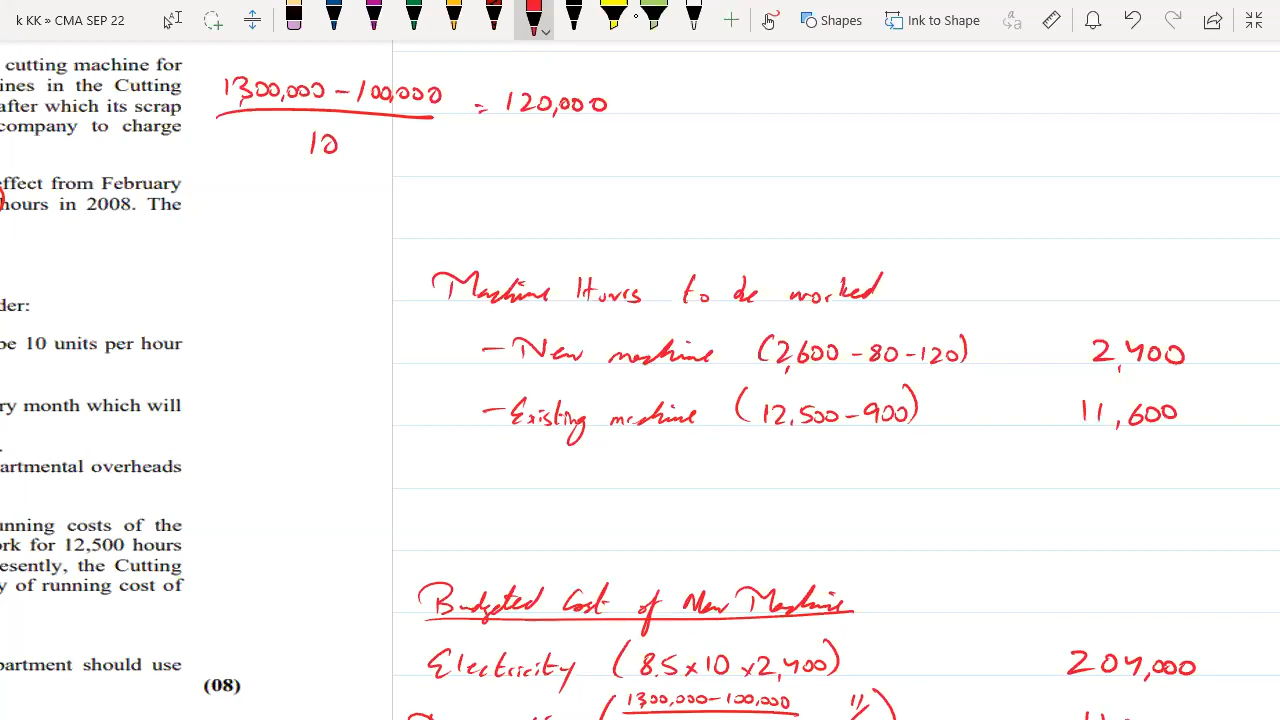 k KK » CMA SEP 22
Shapes
Ink to Shape
cutting machine for
ines in the Cutting
after which its scrap
company to charge
effect from February
hours in 2008. The
der:
be 10 units per hour
ry month which will
artmental overheads
unning costs of the
ork for 12,500 hours
esently, the Cutting
y of running cost of
partment should use
(08)
1,300,000 - 100,000
10
= 120,000
Machine Hours to be worked
- New machine (2,600 - 80 - 120) 2,400
- Existing machine (12,500 - 900) 11,600
Budgeted Cost of New Machine
Electricity (8.5 x 10 x 2,400) 204,000
1300,000 - 100,000
11/